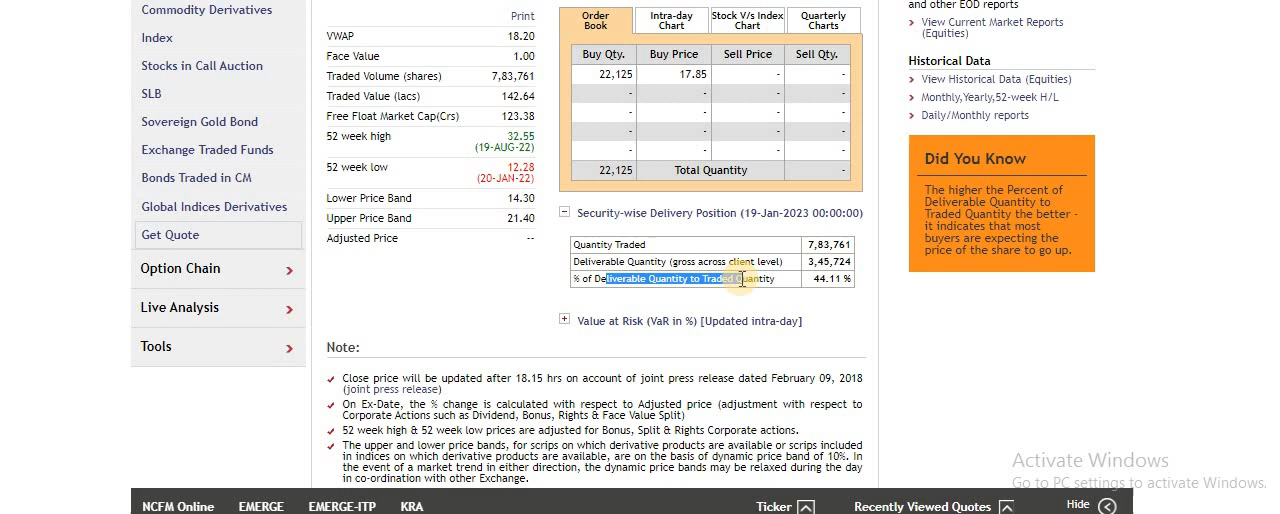 Commodity Derivatives
Index
Stocks in Call Auction
SLB
Sovereign Gold Bond
Exchange Traded Funds
Bonds Traded in CM
Global Indices Derivatives
Get Quote
Option Chain
Live Analysis
Tools
Print
VWAP 18.20
Face Value 1.00
Traded Volume (shares) 7,83,761
Traded Value (lacs) 142.64
Free Float Market Cap(Crs) 123.38
52 week high 32.55
(19-AUG-22)
52 week low 12.28
(20-JAN-22)
Lower Price Band 14.30
Upper Price Band 21.40
Adjusted Price --
Order Book
Intra-day Chart
Stock V/s Index Chart
Quarterly Charts
Buy Qty. Buy Price Sell Price Sell Qty.
22,125 17.85 - -
- - - -
- - - -
- - - -
- - - -
22,125 Total Quantity -
Security-wise Delivery Position (19-Jan-2023 00:00:00)
Quantity Traded 7,83,761
Deliverable Quantity (gross across client level) 3,45,724
% of Deliverable Quantity to Traded Quantity 44.11 %
Value at Risk (VaR in %) [Updated intra-day]
Note:
Close price will be updated after 18.15 hrs on account of joint press release dated February 09, 2018
(joint press release)
On Ex-Date, the % change is calculated with respect to Adjusted price (adjustment with respect to
Corporate Actions such as Dividend, Bonus, Rights & Face Value Split)
52 week high & 52 week low prices are adjusted for Bonus, Split & Rights Corporate actions.
The upper and lower price bands, for scrips on which derivative products are available or scrips included
in indices on which derivative products are available, are on the basis of dynamic price band of 10%. In
the event of a market trend in either direction, the dynamic price bands may be relaxed during the day
in co-ordination with other Exchange.
and other EOD reports
View Current Market Reports
(Equities)
Historical Data
View Historical Data (Equities)
Monthly,Yearly,52-week H/L
Daily/Monthly reports
Did You Know
The higher the Percent of
Deliverable Quantity to
Traded Quantity the better -
it indicates that most
buyers are expecting the
price of the share to go up.
Activate Windows
Go to PC settings to activate Windows.
NCFM Online EMERGE EMERGE-ITP KRA Ticker Recently Viewed Quotes Hide